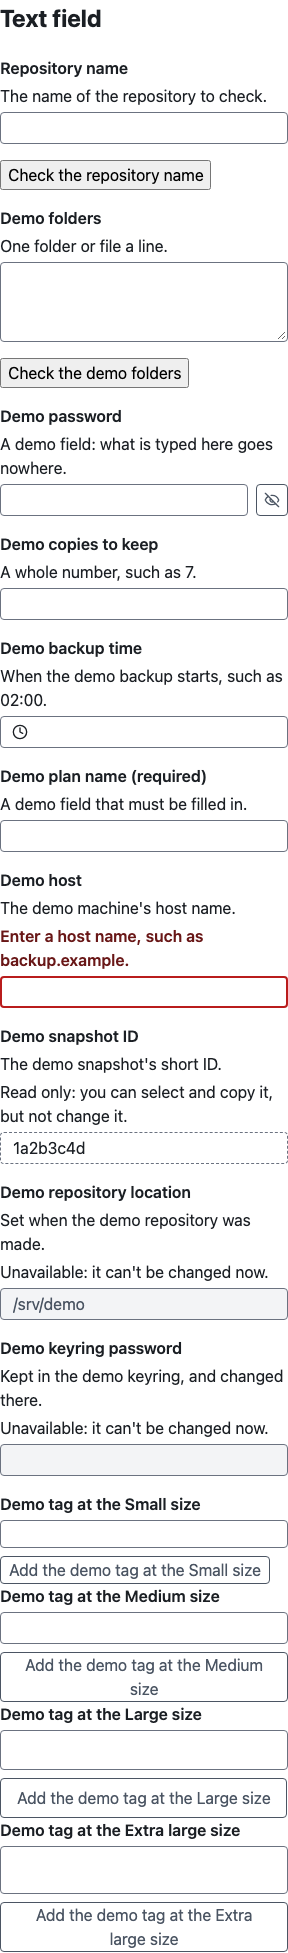 Text field
Repository name
The name of the repository to check.
Check the repository name
Demo folders
One folder or file a line.
Check the demo folders
Demo password
A demo field: what is typed here goes
nowhere.
Demo copies to keep
A whole number, such as 7.
Demo backup time
When the demo backup starts, such as
02:00.
Demo plan name (required)
A demo field that must be filled in.
Demo host
The demo machine's host name.
Enter a host name, such as
backup.example.
Demo snapshot ID
The demo snapshot's short ID.
Read only: you can select and copy it,
but not change it.
1a2b3c4d
Demo repository location
Set when the demo repository was
made.
Unavailable: it can't be changed now.
/srv/demo
Demo keyring password
Kept in the demo keyring, and changed
there.
Unavailable: it can't be changed now.
Demo tag at the Small size
Add the demo tag at the Small size
Demo tag at the Medium size
Add the demo tag at the Medium
size
Demo tag at the Large size
Add the demo tag at the Large size
Demo tag at the Extra large size
Add the demo tag at the Extra
large size